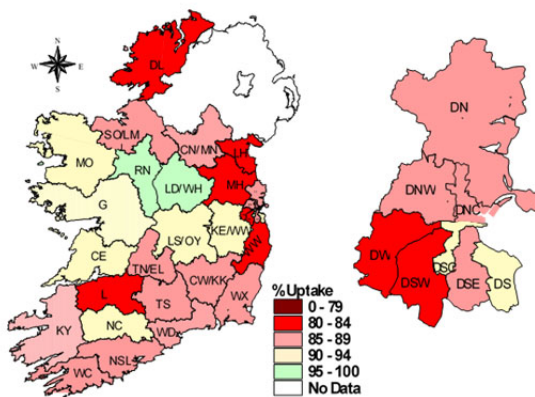 N
W E
S
DL
DN
SO/LM
CN/MN
LH
MO
RN
LD/WH
MH
DNW
DNC
G
KE/WW
LS/OY
WW
CE
DW
DSC
DSW
DSE
DS
TN/EL
CW/KK
L
TS
WX
KY
NC
WD
NSL
WC
%Uptake
0 - 79
80 - 84
85 - 89
90 - 94
95 - 100
No Data